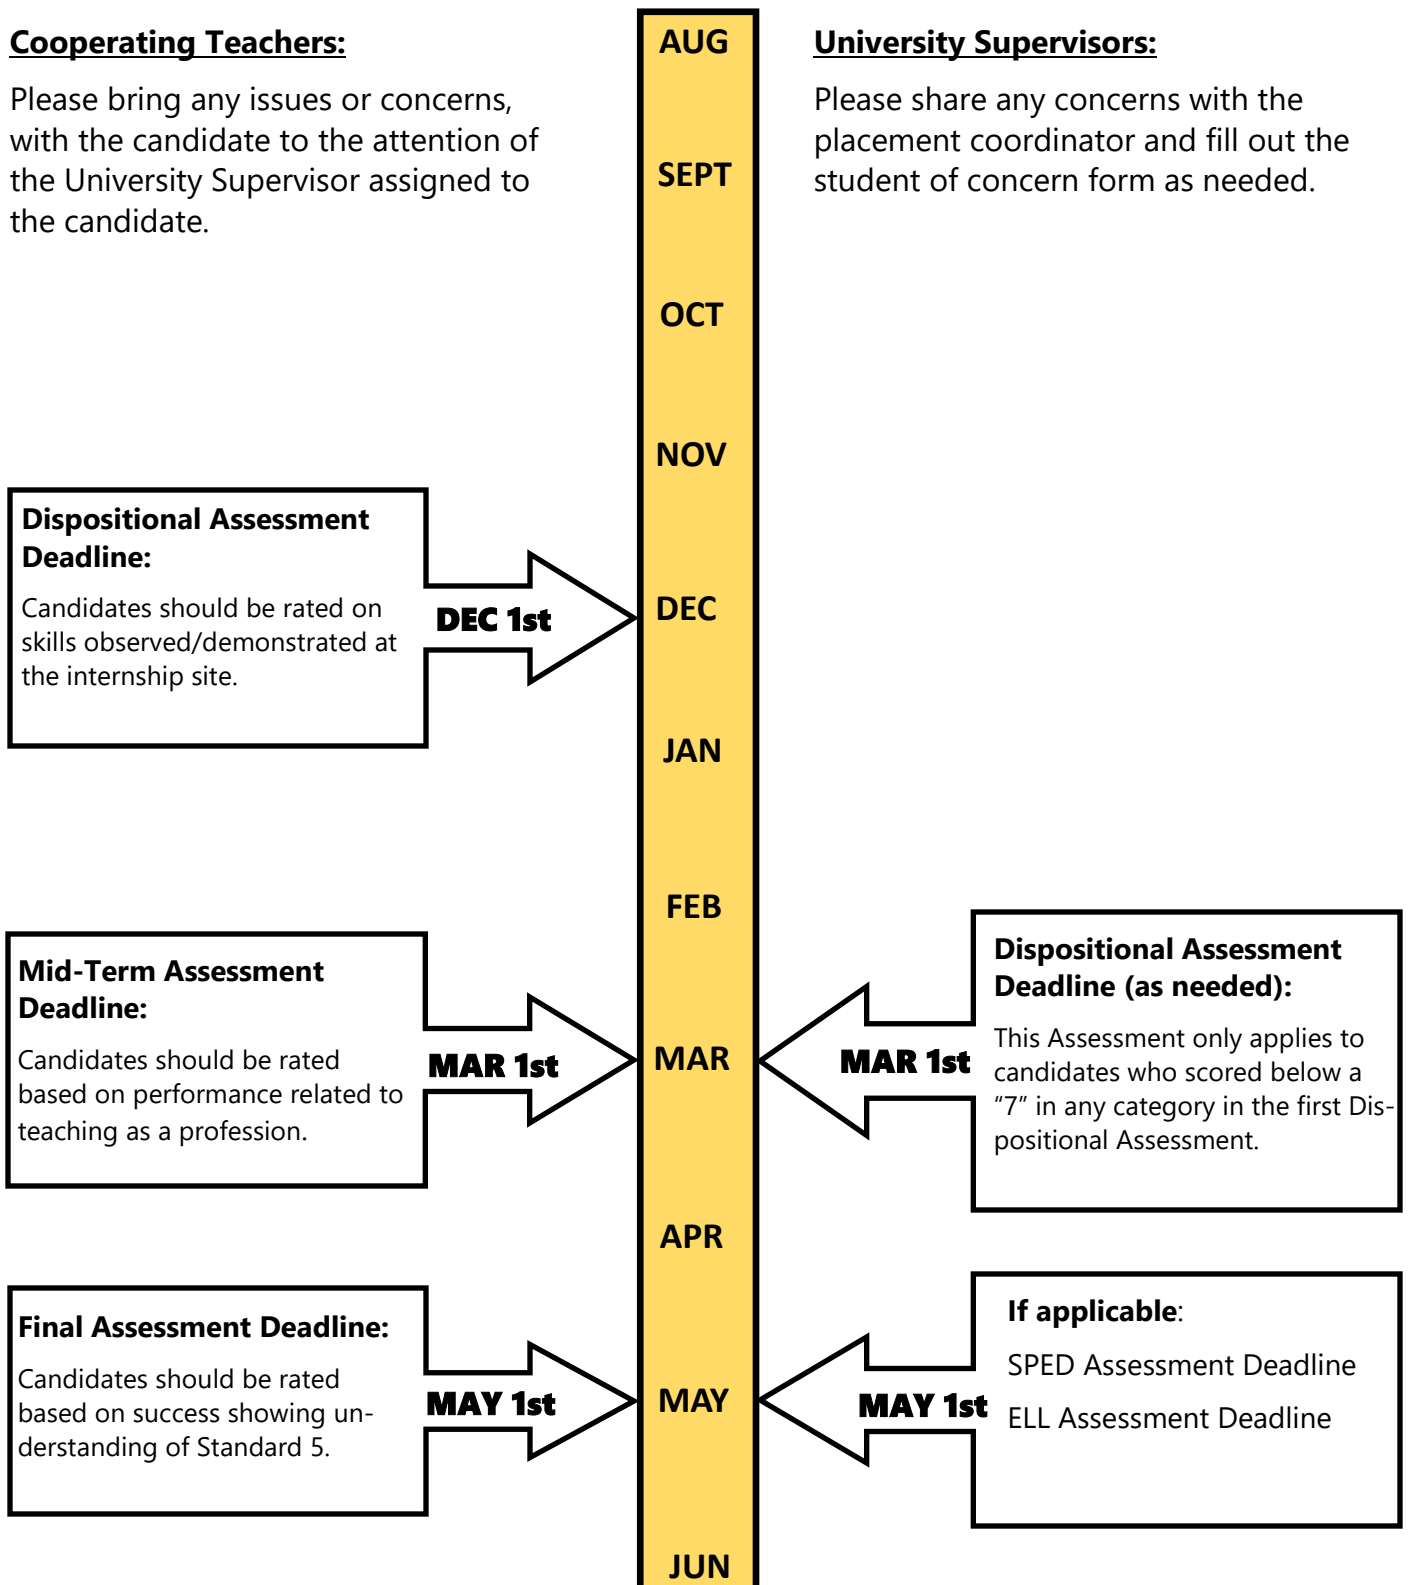 Cooperating Teachers:
Please bring any issues or concerns,
with the candidate to the attention of
the University Supervisor assigned to
the candidate.
University Supervisors:
Please share any concerns with the
placement coordinator and fill out the
student of concern form as needed.
AUG
SEPT
OCT
NOV
Dispositional Assessment
Deadline:
Candidates should be rated on
skills observed/demonstrated at
the internship site.
DEC 1st
DEC
JAN
FEB
Mid-Term Assessment
Deadline:
Candidates should be rated
based on performance related to
teaching as a profession.
MAR 1st
MAR
MAR 1st
Dispositional Assessment
Deadline (as needed):
This Assessment only applies to
candidates who scored below a
“7” in any category in the first Dis-
positional Assessment.
APR
Final Assessment Deadline:
Candidates should be rated
based on success showing un-
derstanding of Standard 5.
MAY 1st
MAY
MAY 1st
If applicable:
SPED Assessment Deadline
ELL Assessment Deadline
JUN